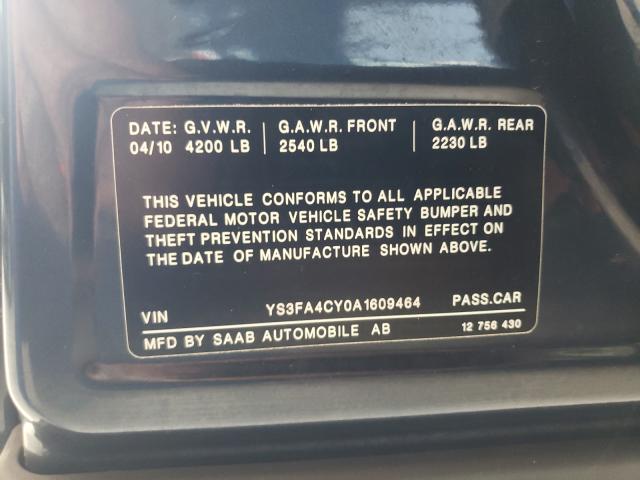 DATE: G.V.W.R. G.A.W.R. FRONT G.A.W.R. REAR
04/10 4200 LB 2540 LB 2230 LB
THIS VEHICLE CONFORMS TO ALL APPLICABLE
FEDERAL MOTOR VEHICLE SAFETY BUMPER AND
THEFT PREVENTION STANDARDS IN EFFECT ON
THE DATE OF MANUFACTURE SHOWN ABOVE.
VIN YS3FA4CY0A1609464 PASS.CAR
MFD BY SAAB AUTOMOBILE AB 12 756 430